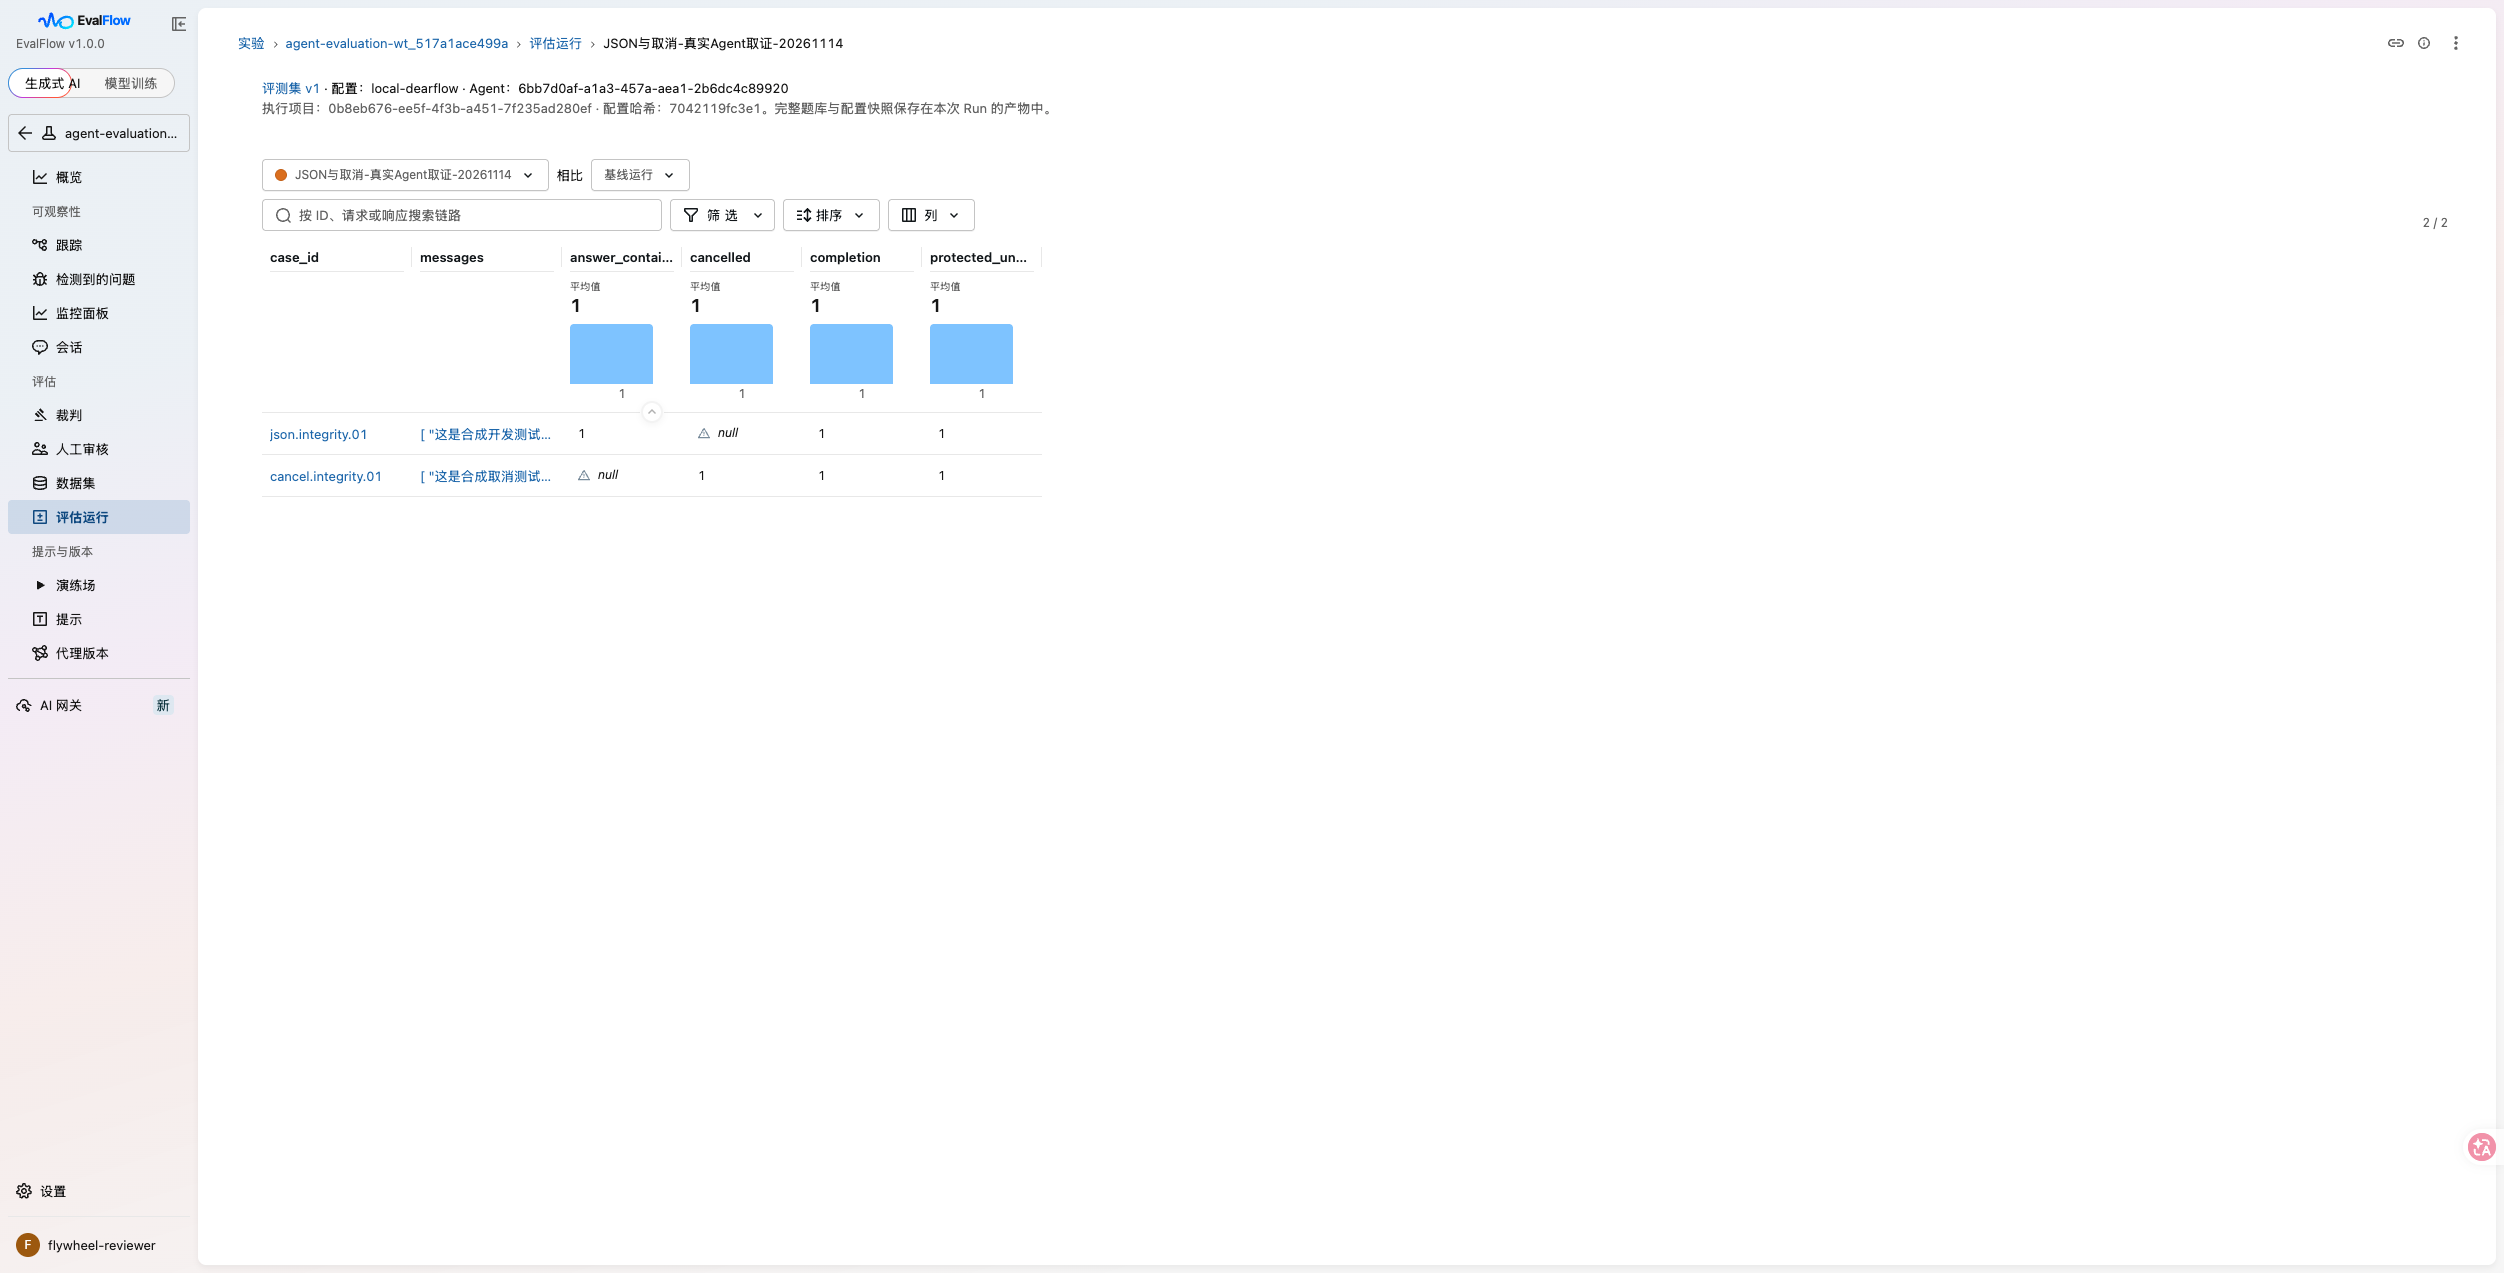 EvalFlow
EvalFlow v1.0.0
生成式 AI
模型训练
agent-evaluation...
概览
可观察性
跟踪
检测到的问题
监控面板
会话
评估
裁判
人工审核
数据集
评估运行
提示与版本
演练场
提示
代理版本
AI 网关
新
设置
F
flywheel-reviewer
实验 › agent-evaluation-wt_517a1ace499a › 评估运行 › JSON与取消-真实Agent取证-20261114
评测集 v1 · 配置：local-dearflow · Agent：6bb7d0af-a1a3-457a-aea1-2b6dc4c89920
执行项目：0b8eb676-ee5f-4f3b-a451-7f235ad280ef · 配置哈希：7042119fc3e1。完整题库与配置快照保存在本次 Run 的产物中。
JSON与取消-真实Agent取证-20261114 相比 基线运行
按 ID、请求或响应搜索链路 筛 选 排序 列
2 / 2
case_id messages answer_contai... cancelled completion protected_un...
平均值 平均值 平均值 平均值
1 1 1 1
1 1 1 1
json.integrity.01 [ "这是合成开发测试... 1 null 1 1
cancel.integrity.01 [ "这是合成取消测试... null 1 1 1